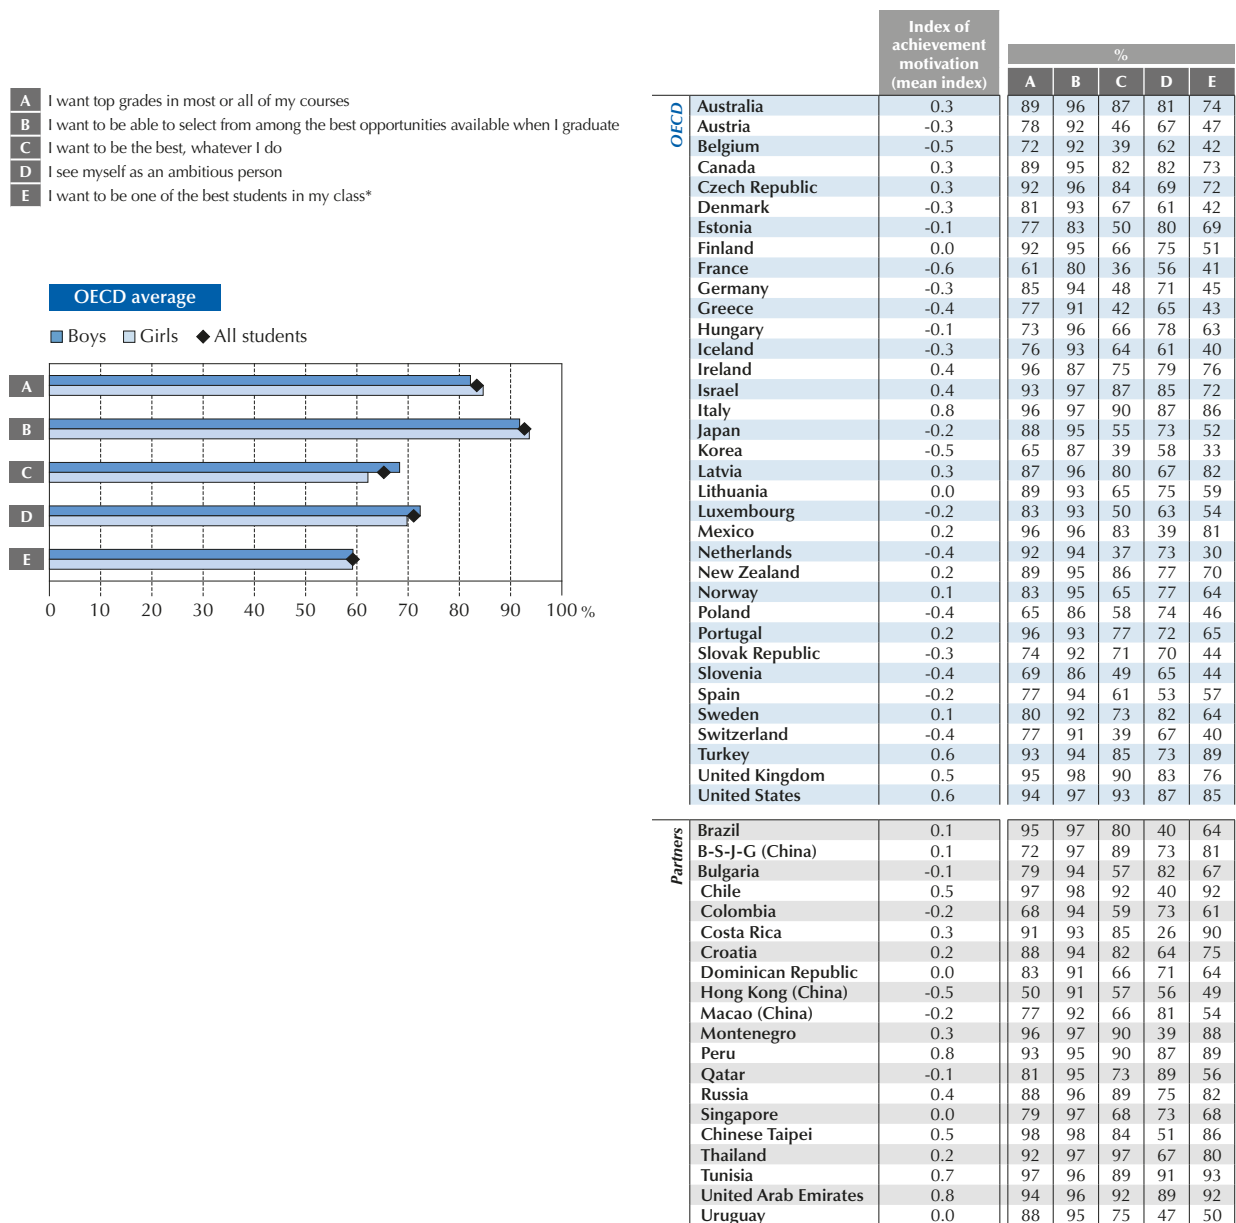 A I want top grades in most or all of my courses
B I want to be able to select from among the best opportunities available when I graduate
C I want to be the best, whatever I do
D I see myself as an ambitious person
E I want to be one of the best students in my class*
OECD average
Boys Girls All students
A
B
C
D
E
0 10 20 30 40 50 60 70 80 90 100 %
Index of
achievement
motivation
(mean index)
%
A B C D E
OECD
Australia 0.3 89 96 87 81 74
Austria -0.3 78 92 46 67 47
Belgium -0.5 72 92 39 62 42
Canada 0.3 89 95 82 82 73
Czech Republic 0.3 92 96 84 69 72
Denmark -0.3 81 93 67 61 42
Estonia -0.1 77 83 50 80 69
Finland 0.0 92 95 66 75 51
France -0.6 61 80 36 56 41
Germany -0.3 85 94 48 71 45
Greece -0.4 77 91 42 65 43
Hungary -0.1 73 96 66 78 63
Iceland -0.3 76 93 64 61 40
Ireland 0.4 96 87 75 79 76
Israel 0.4 93 97 87 85 72
Italy 0.8 96 97 90 87 86
Japan -0.2 88 95 55 73 52
Korea -0.5 65 87 39 58 33
Latvia 0.3 87 96 80 67 82
Lithuania 0.0 89 93 65 75 59
Luxembourg -0.2 83 93 50 63 54
Mexico 0.2 96 96 83 39 81
Netherlands -0.4 92 94 37 73 30
New Zealand 0.2 89 95 86 77 70
Norway 0.1 83 95 65 77 64
Poland -0.4 65 86 58 74 46
Portugal 0.2 96 93 77 72 65
Slovak Republic -0.3 74 92 71 70 44
Slovenia -0.4 69 86 49 65 44
Spain -0.2 77 94 61 53 57
Sweden 0.1 80 92 73 82 64
Switzerland -0.4 77 91 39 67 40
Turkey 0.6 93 94 85 73 89
United Kingdom 0.5 95 98 90 83 76
United States 0.6 94 97 93 87 85
Partners
Brazil 0.1 95 97 80 40 64
B-S-J-G (China) 0.1 72 97 89 73 81
Bulgaria -0.1 79 94 57 82 67
Chile 0.5 97 98 92 40 92
Colombia -0.2 68 94 59 73 61
Costa Rica 0.3 91 93 85 26 90
Croatia 0.2 88 94 82 64 75
Dominican Republic 0.0 83 91 66 71 64
Hong Kong (China) -0.5 50 91 57 56 49
Macao (China) -0.2 77 92 66 81 54
Montenegro 0.3 96 97 90 39 88
Peru 0.8 93 95 90 87 89
Qatar -0.1 81 95 73 89 56
Russia 0.4 88 96 89 75 82
Singapore 0.0 79 97 68 73 68
Chinese Taipei 0.5 98 98 84 51 86
Thailand 0.2 92 97 97 67 80
Tunisia 0.7 97 96 89 91 93
United Arab Emirates 0.8 94 96 92 89 92
Uruguay 0.0 88 95 75 47 50